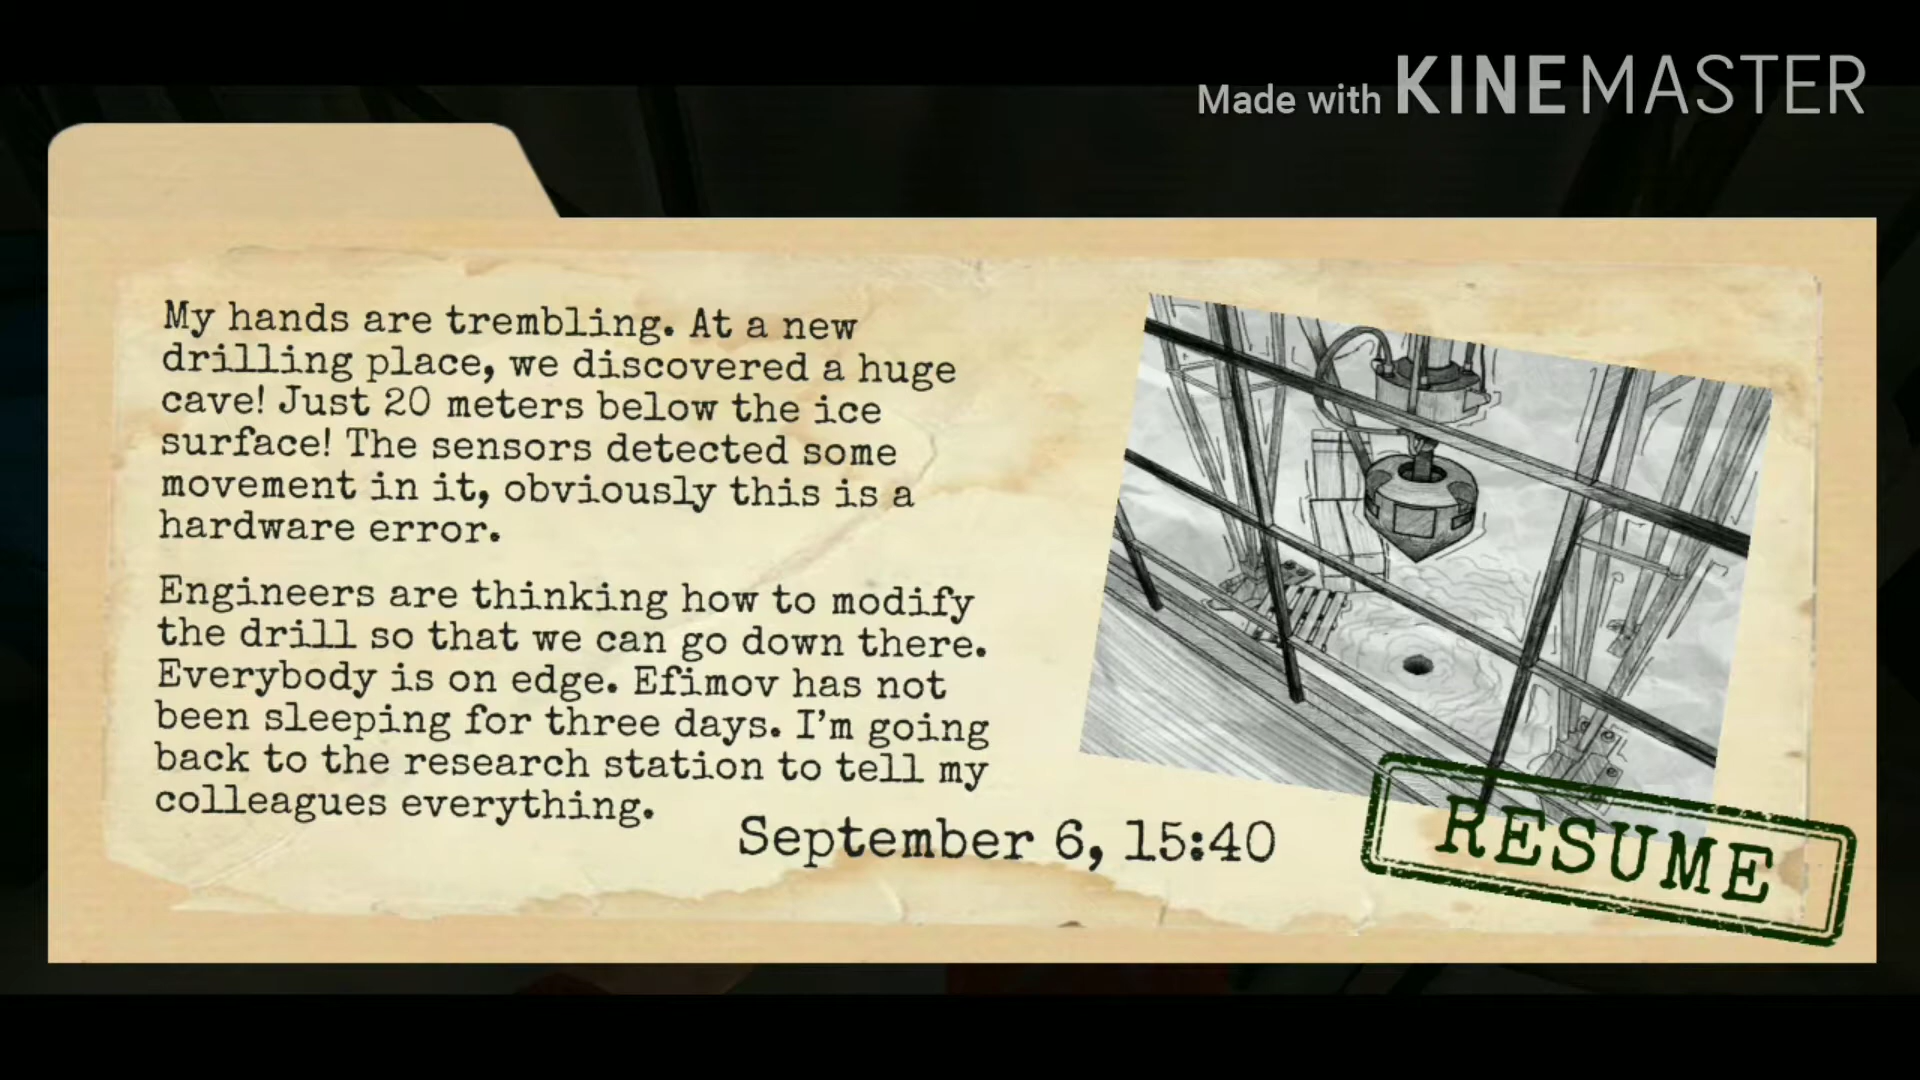 Made with KINEMASTER
My hands are trembling. At a new
drilling place, we discovered a huge
cave! Just 20 meters below the ice
surface! The sensors detected some
movement in it, obviously this is a
hardware error.
Engineers are thinking how to modify
the drill so that we can go down there.
Everybody is on edge. Efimov has not
been sleeping for three days. I'm going
back to the research station to tell my
colleagues everything.
September 6, 15:40
RESUME